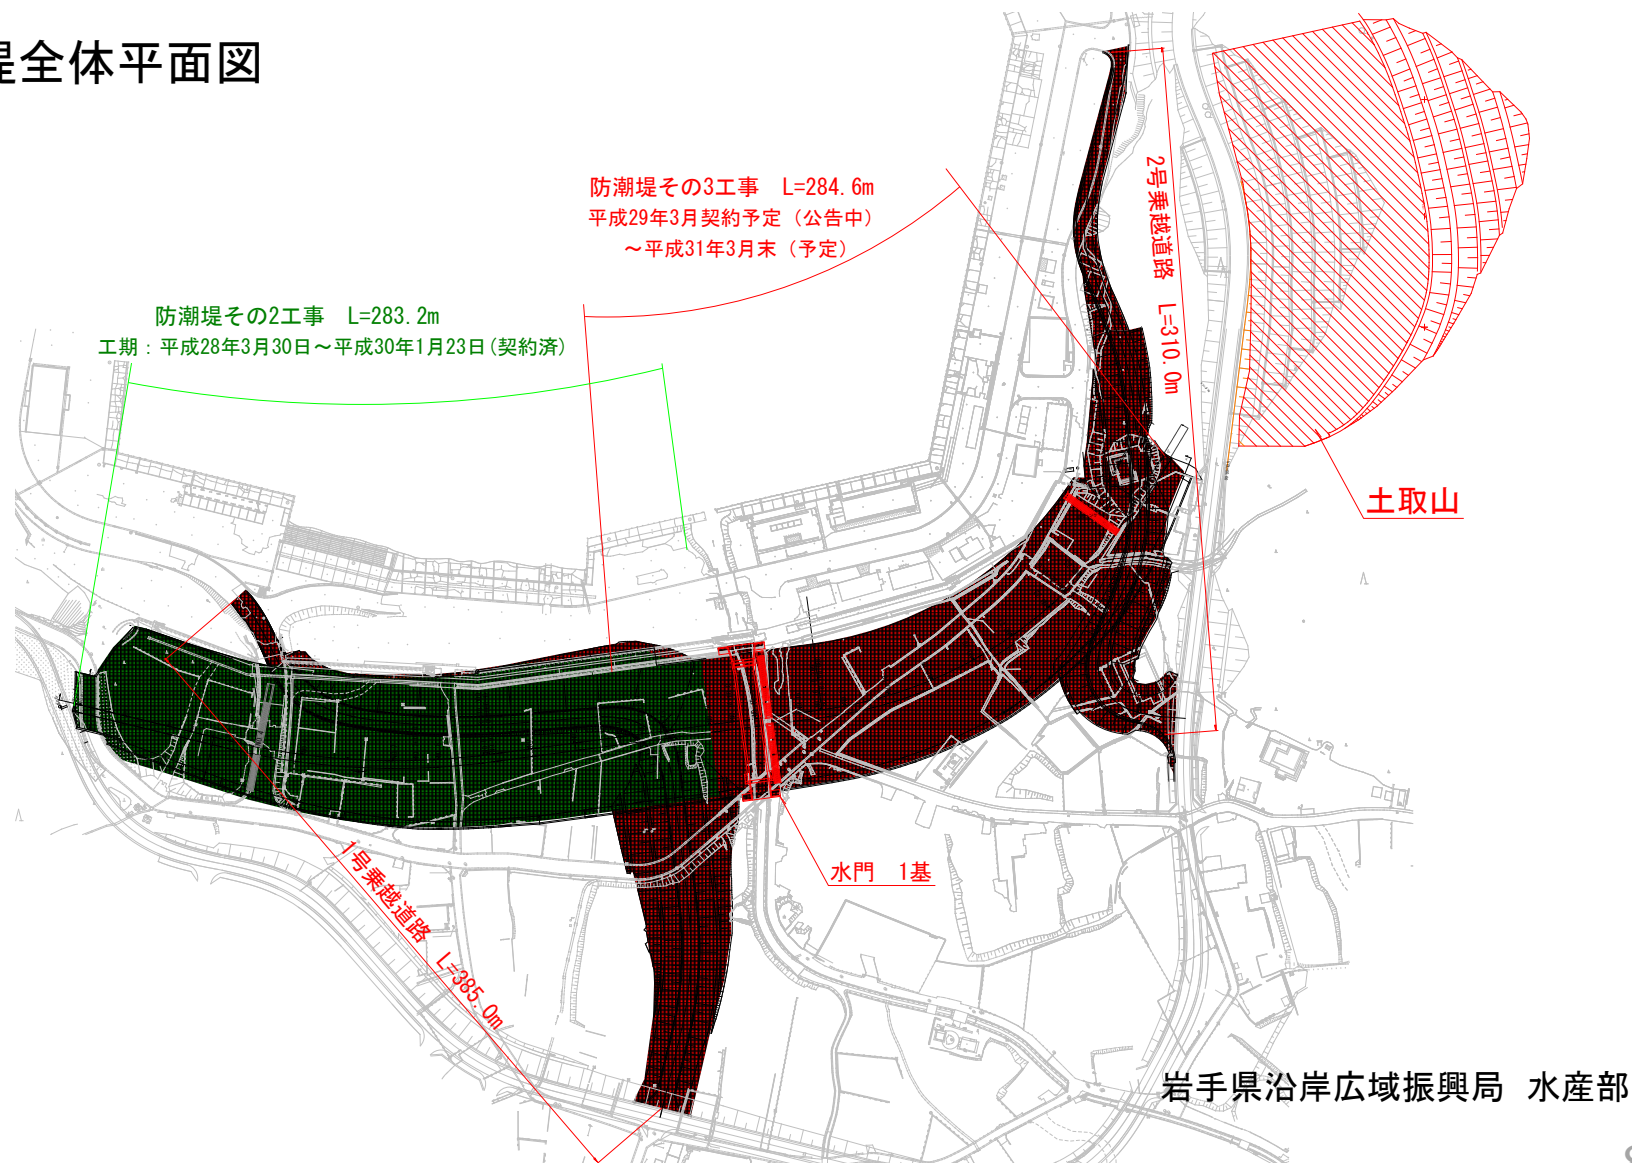 堤全体平面図
防潮堤その3工事 L=284.6m
平成29年3月契約予定（公告中）
～平成31年3月末（予定）
2号乗越道路 L=310.0m
防潮堤その2工事 L=283.2m
工期：平成28年3月30日～平成30年1月23日(契約済)
土取山
水門 1基
1号乗越道路 L=385.0m
岩手県沿岸広域振興局 水産部